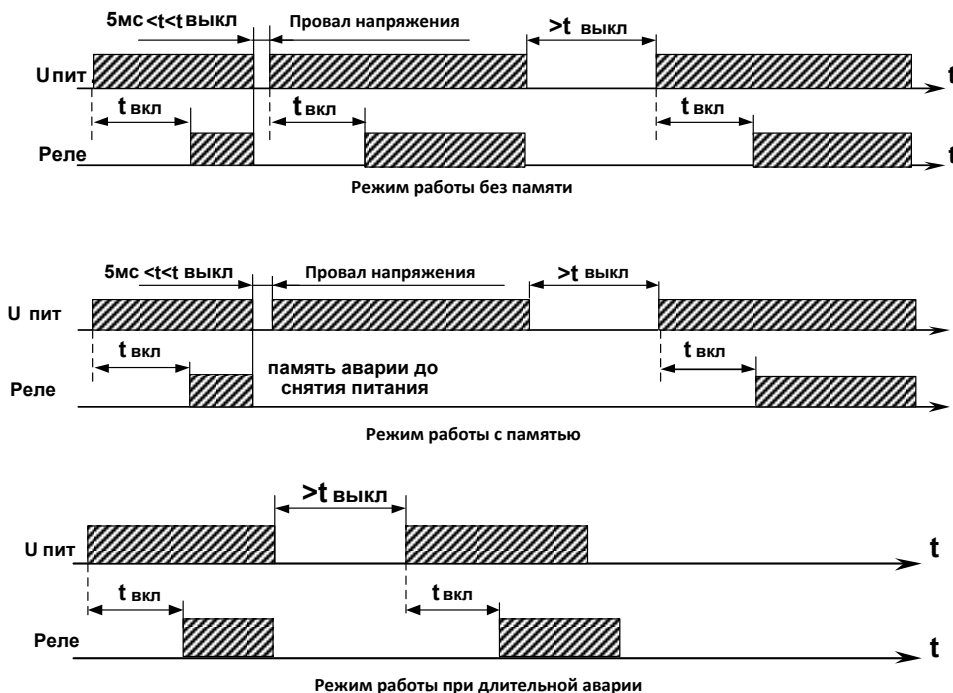 5мс <t<t выкл Провал напряжения >t выкл
U пит t
t вкл t вкл t вкл
Реле t
Режим работы без памяти
5мс <t<t выкл Провал напряжения >t выкл
U пит
t вкл память аварии до t вкл
снятия питания
Реле
Режим работы с памятью
>t выкл
U пит t
t вкл t вкл
Реле t
Режим работы при длительной аварии